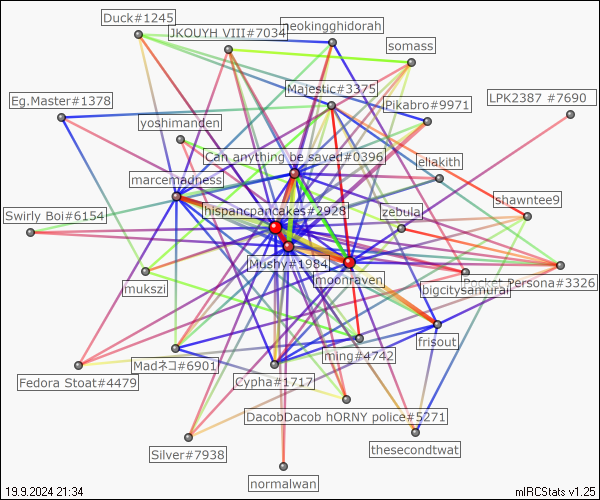 Duck#1245
neokingghidorah
JKOUYH VIII#7034
somass
Majestic#3375
LPK2387 #7690
Eg.Master#1378
Pikabro#9971
yoshimanden
Can anything be sayed#0396
eliakith
marcemadness
shawntee9
hispancpancakes#2928
zebula
Swirly Boi#6154
Mushy#1984
moonraven
Pocket Persona#3326
mukszi
bigcitysamurai
frisout
ming#4742
Madネコ#6901
Fedora Stoat#4479
Cypha#1717
DacobDacob hORNY police#5271
thesecondtwat
Silver#7938
normalwan
19.9.2024 21:34
mIRCStats v1.25